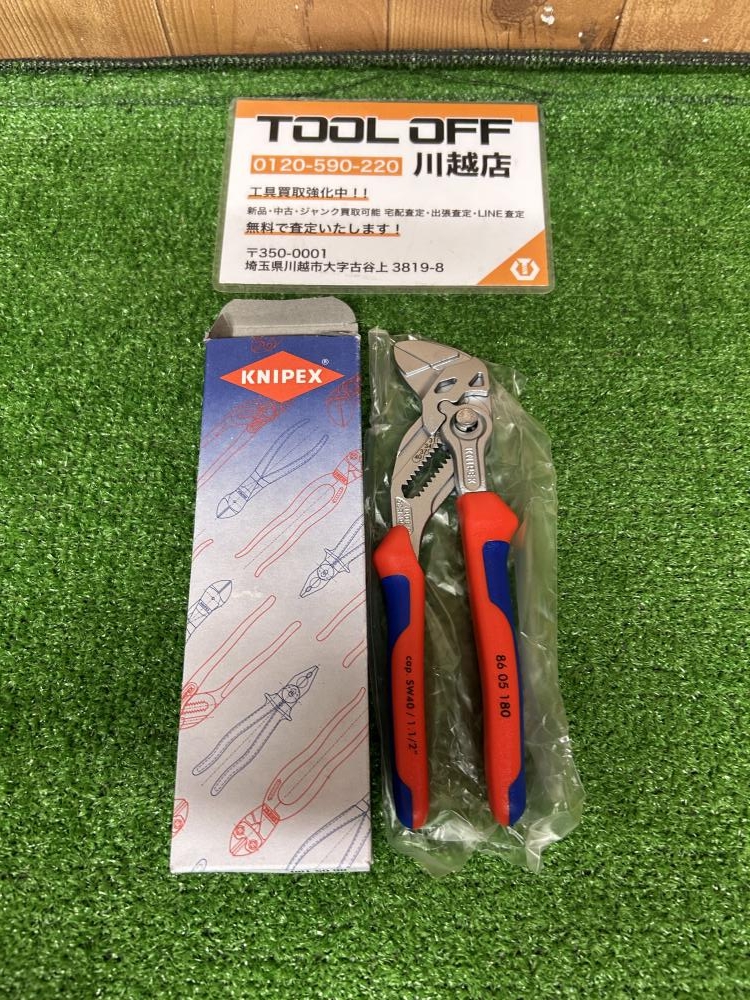 TOOL OFF
0120-590-220 川越店
工具買取強化中!!
新品・中古・ジャンク買取可能 宅配査定・出張査定・LINE査定
無料で査定いたします!
〒350-0001
埼玉県川越市大字古谷上 3819-8
KNIPEX®
KNIPEX
cap SW40 / 1 1/2"
86 05 180